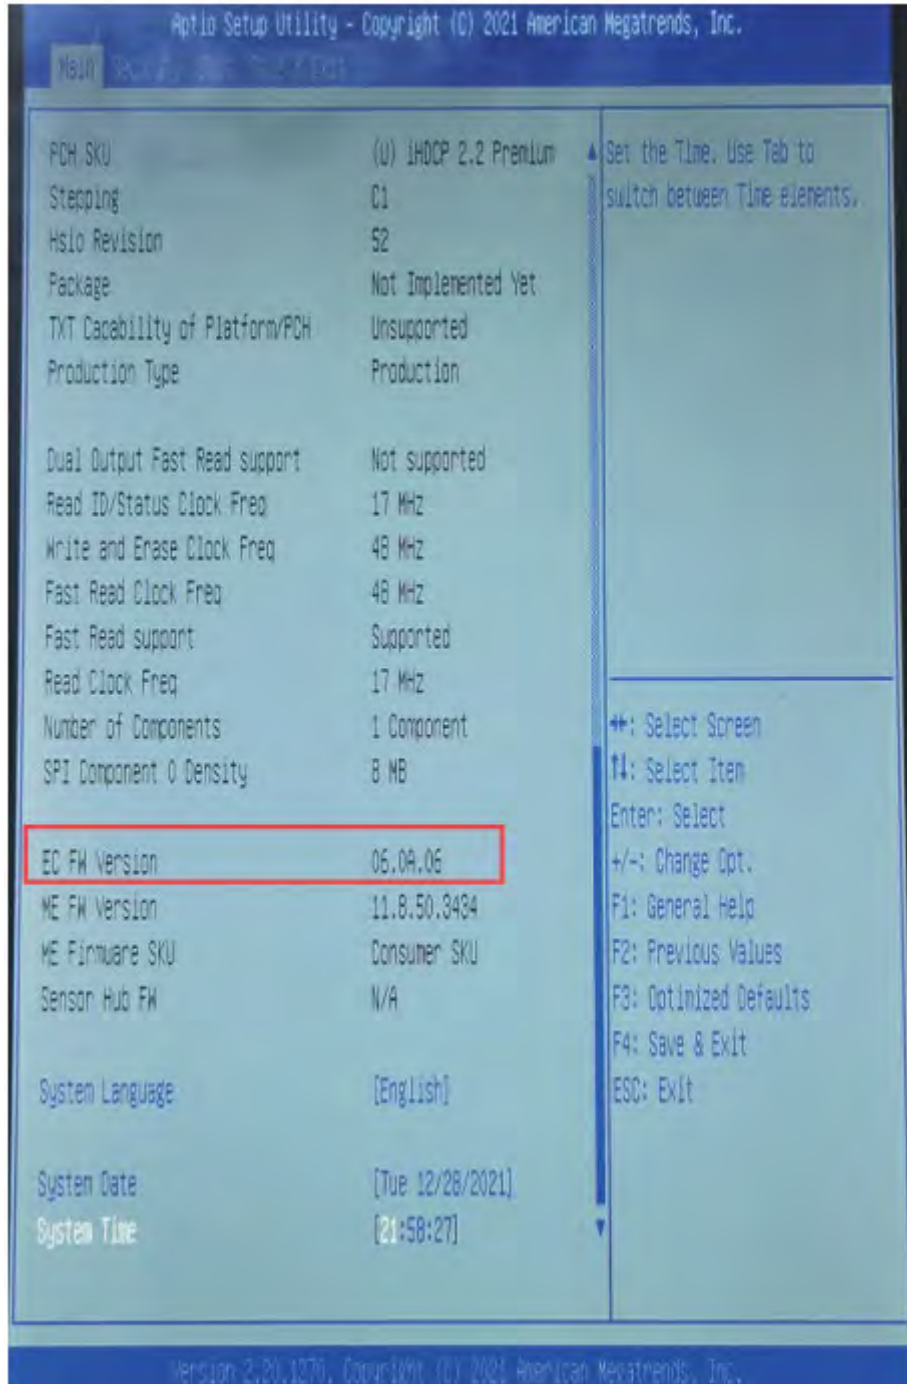 Aptio Setup Utility - Copyright (C) 2021 American Megatrends, Inc.
Main
PCH SKU (U) iHDCP 2.2 Premium
Stepping C1
Hsio Revision 52
Package Not Implemented Yet
TXT Capability of Platform/PCH Unsupported
Production Type Production
Dual Output Fast Read support Not supported
Read ID/Status Clock Freq 17 MHz
Write and Erase Clock Freq 48 MHz
Fast Read Clock Freq 48 MHz
Fast Read support Supported
Read Clock Freq 17 MHz
Number of Components 1 Component
SPI Component 0 Density 8 MB
EC FW Version 06.0A.06
ME FW Version 11.8.50.3434
ME Firmware SKU Consumer SKU
Sensor Hub FW N/A
System Language [English]
System Date [Tue 12/28/2021]
System Time [21:58:27]
Set the Time. Use Tab to
switch between Time elements.
→←: Select Screen
↑↓: Select Item
Enter: Select
+/-: Change Opt.
F1: General Help
F2: Previous Values
F3: Optimized Defaults
F4: Save & Exit
ESC: Exit
Version 2.20.1276. Copyright (C) 2021 American Megatrends, Inc.